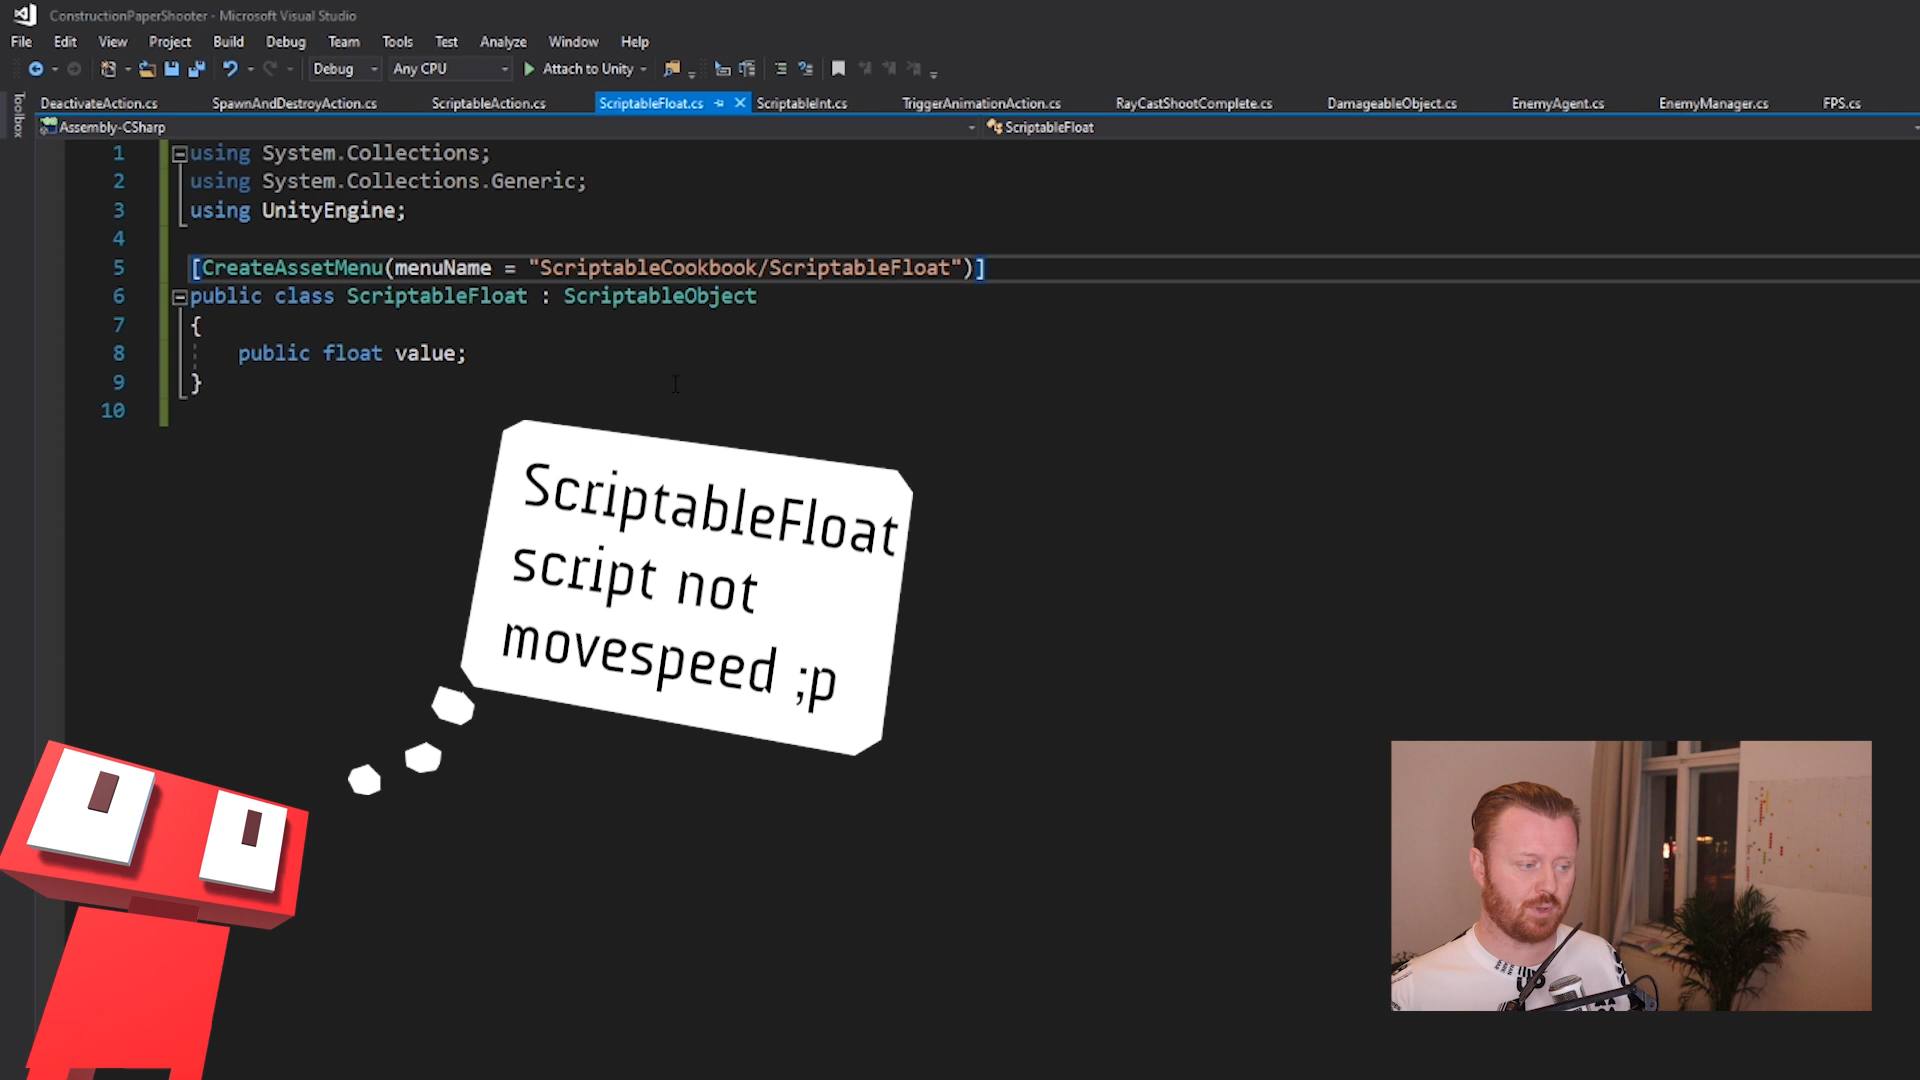 ConstructionPaperShooter - Microsoft Visual Studio
File Edit View Project Build Debug Team Tools Test Analyze Window Help
Debug Any CPU Attach to Unity
Toolbox
DeactivateAction.cs SpawnAndDestroyAction.cs ScriptableAction.cs ScriptableFloat.cs ScriptableInt.cs TriggerAnimationAction.cs RayCastShootComplete.cs DamageableObject.cs EnemyAgent.cs EnemyManager.cs FPS.cs
Assembly-CSharp ScriptableFloat
1 using System.Collections;
2 using System.Collections.Generic;
3 using UnityEngine;
4
5 [CreateAssetMenu(menuName = "ScriptableCookbook/ScriptableFloat")]
6 public class ScriptableFloat : ScriptableObject
7 {
8 public float value;
9 }
10
ScriptableFloat
script not
movespeed ;p